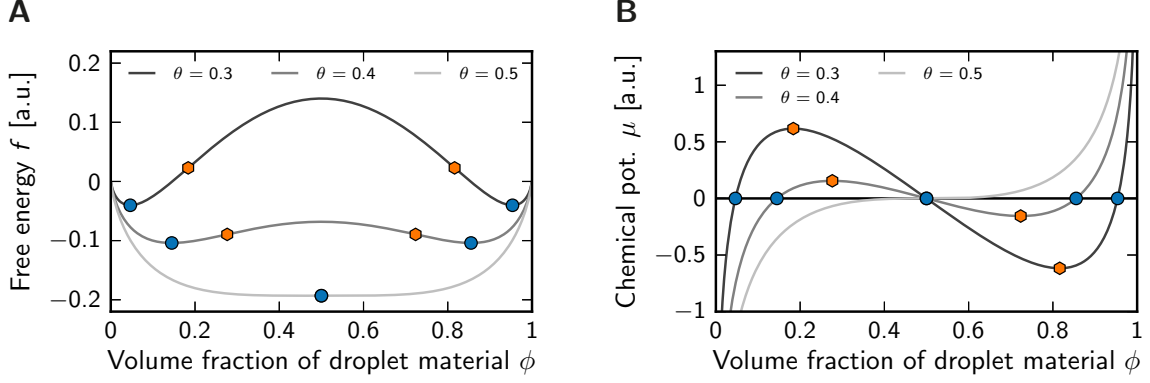 A
θ = 0.3 θ = 0.4 θ = 0.5
Free energy f [a.u.]
0.2
0.1
0
−0.1
−0.2
0 0.2 0.4 0.6 0.8 1
Volume fraction of droplet material ϕ
B
θ = 0.3 θ = 0.5
θ = 0.4
Chemical pot. μ [a.u.]
1
0.5
0
−0.5
−1
0 0.2 0.4 0.6 0.8 1
Volume fraction of droplet material ϕ